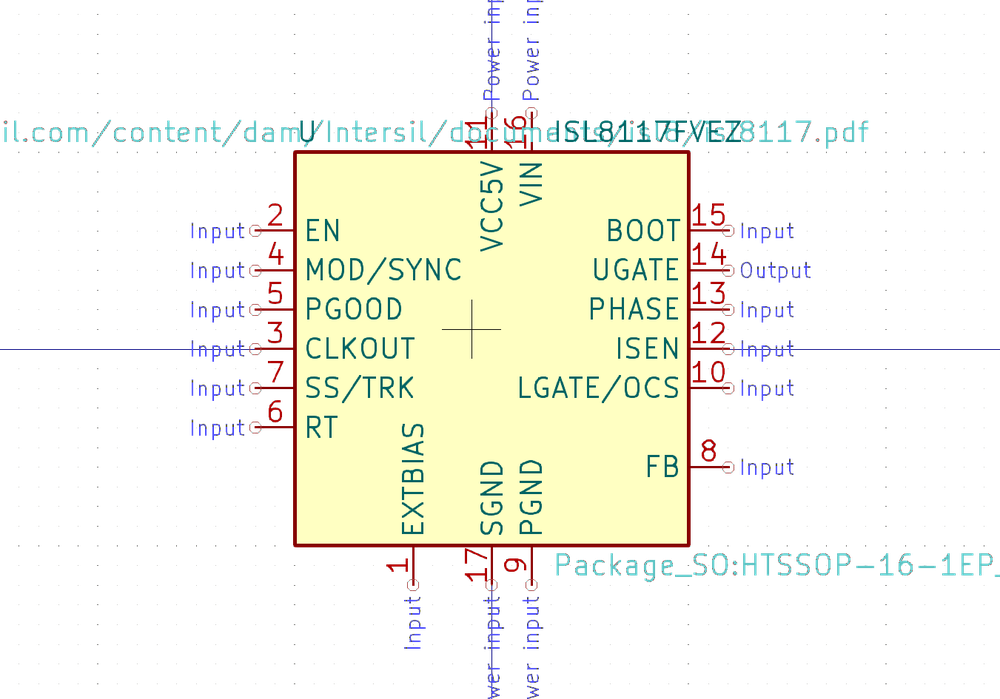 Power in
Power in
11
16
il.com/content/dam/Intersil/documents/isl8/isl8117.pdf
U
ISL8117FVEZ
VCC5V
VIN
Input 2 EN
BOOT 15 Input
Input 4 MOD/SYNC
UGATE 14 Output
Input 5 PGOOD
PHASE 13 Input
Input 3 CLKOUT
ISEN 12 Input
Input 7 SS/TRK
LGATE/OCS 10 Input
Input 6 RT
FB 8 Input
EXTBIAS
SGND
PGND
1
17
9
Package_SO:HTSSOP-16-1EP_
Input
wer input
wer input